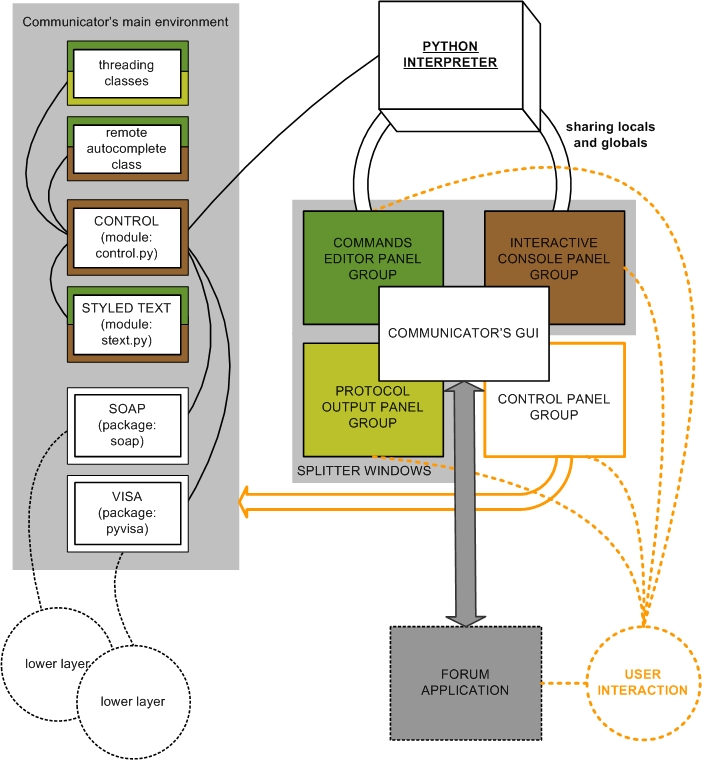 Communicator's main environment
threading
classes
remote
autocomplete
class
CONTROL
(module:
control.py)
STYLED TEXT
(module:
stext.py)
SOAP
(package:
soap)
VISA
(package:
pyvisa)
lower layer
lower layer
PYTHON
INTERPRETER
sharing locals
and globals
COMMANDS
EDITOR PANEL
GROUP
INTERACTIVE
CONSOLE PANEL
GROUP
COMMUNICATOR'S GUI
PROTOCOL
OUTPUT PANEL
GROUP
CONTROL PANEL
GROUP
SPLITTER WINDOWS
FORUM
APPLICATION
USER
INTERACTION